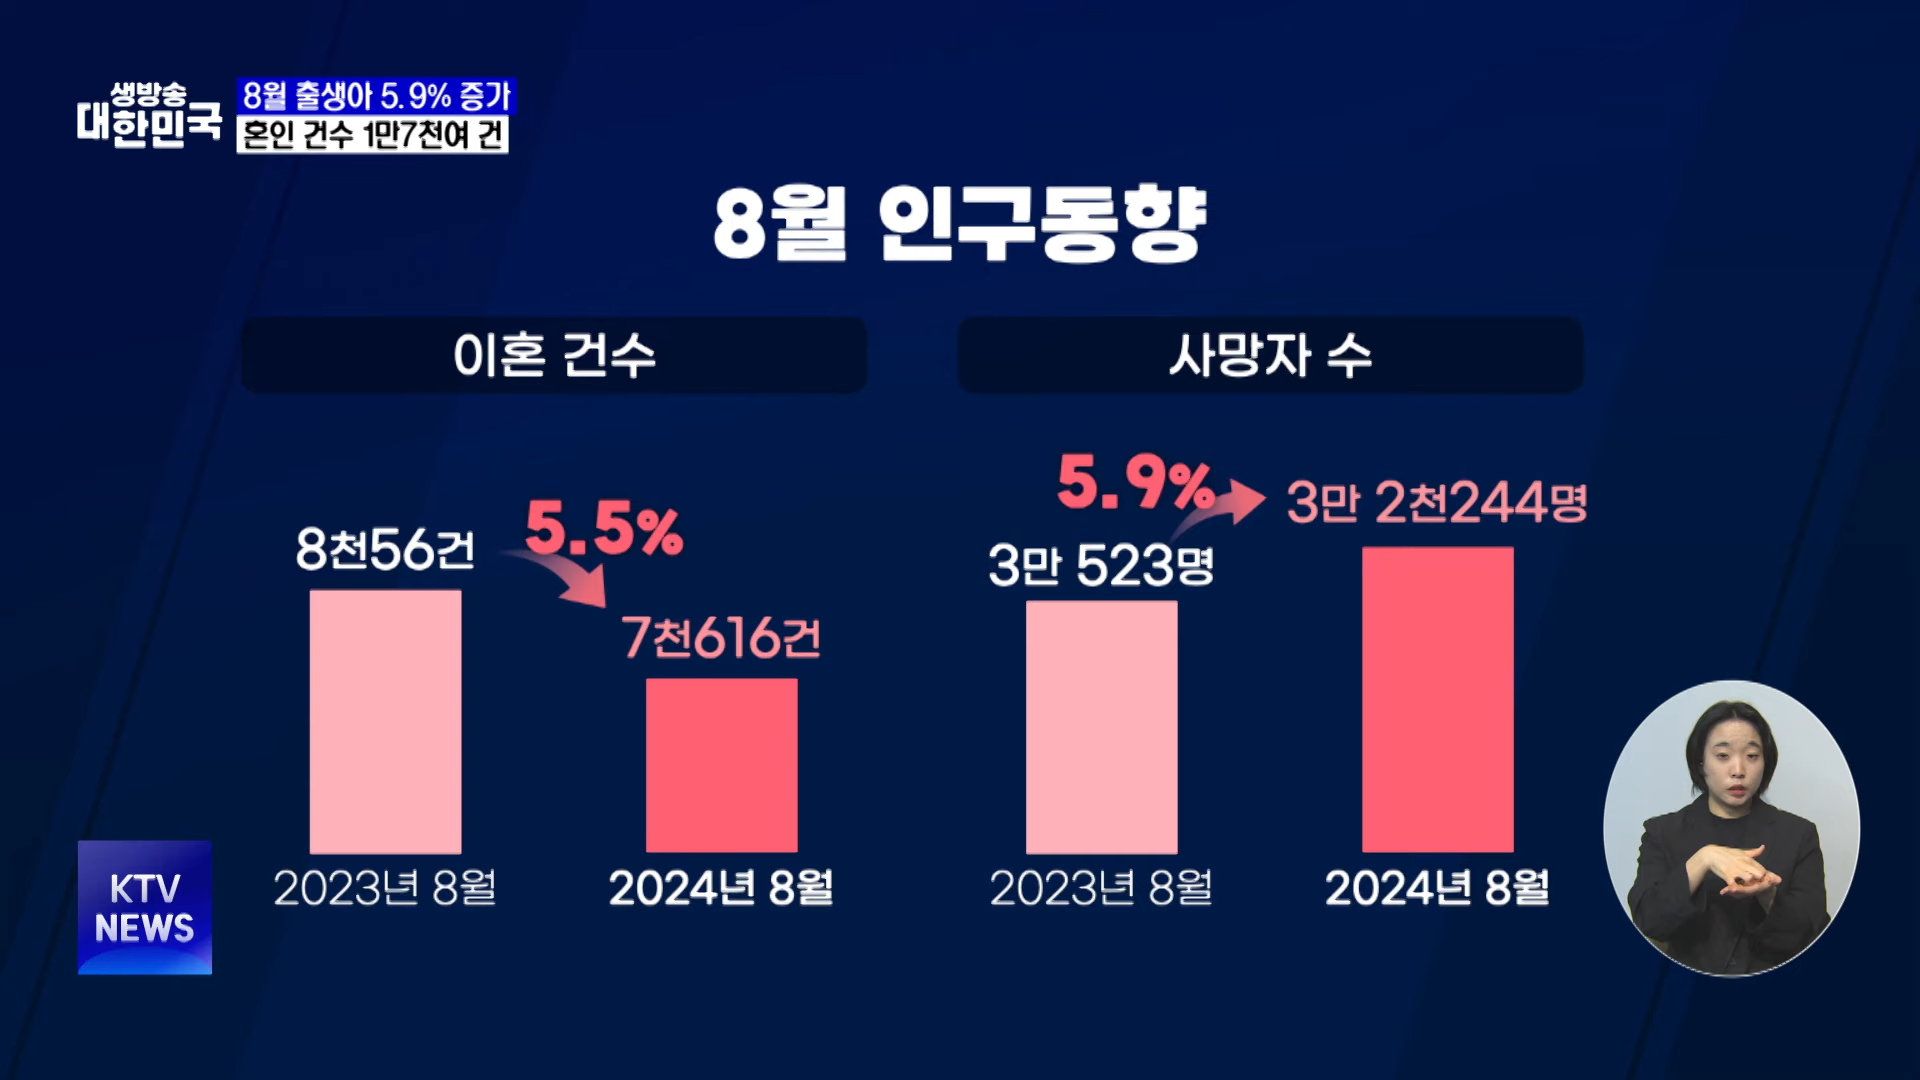 생방송
대한민국
8월 출생아 5.9% 증가
혼인 건수 1만7천여 건
8월 인구동향
이혼 건수
8천56건
5.5%
7천616건
2023년 8월
2024년 8월
사망자 수
5.9%
3만 523명
3만 2천244명
2023년 8월
2024년 8월
KTV
NEWS